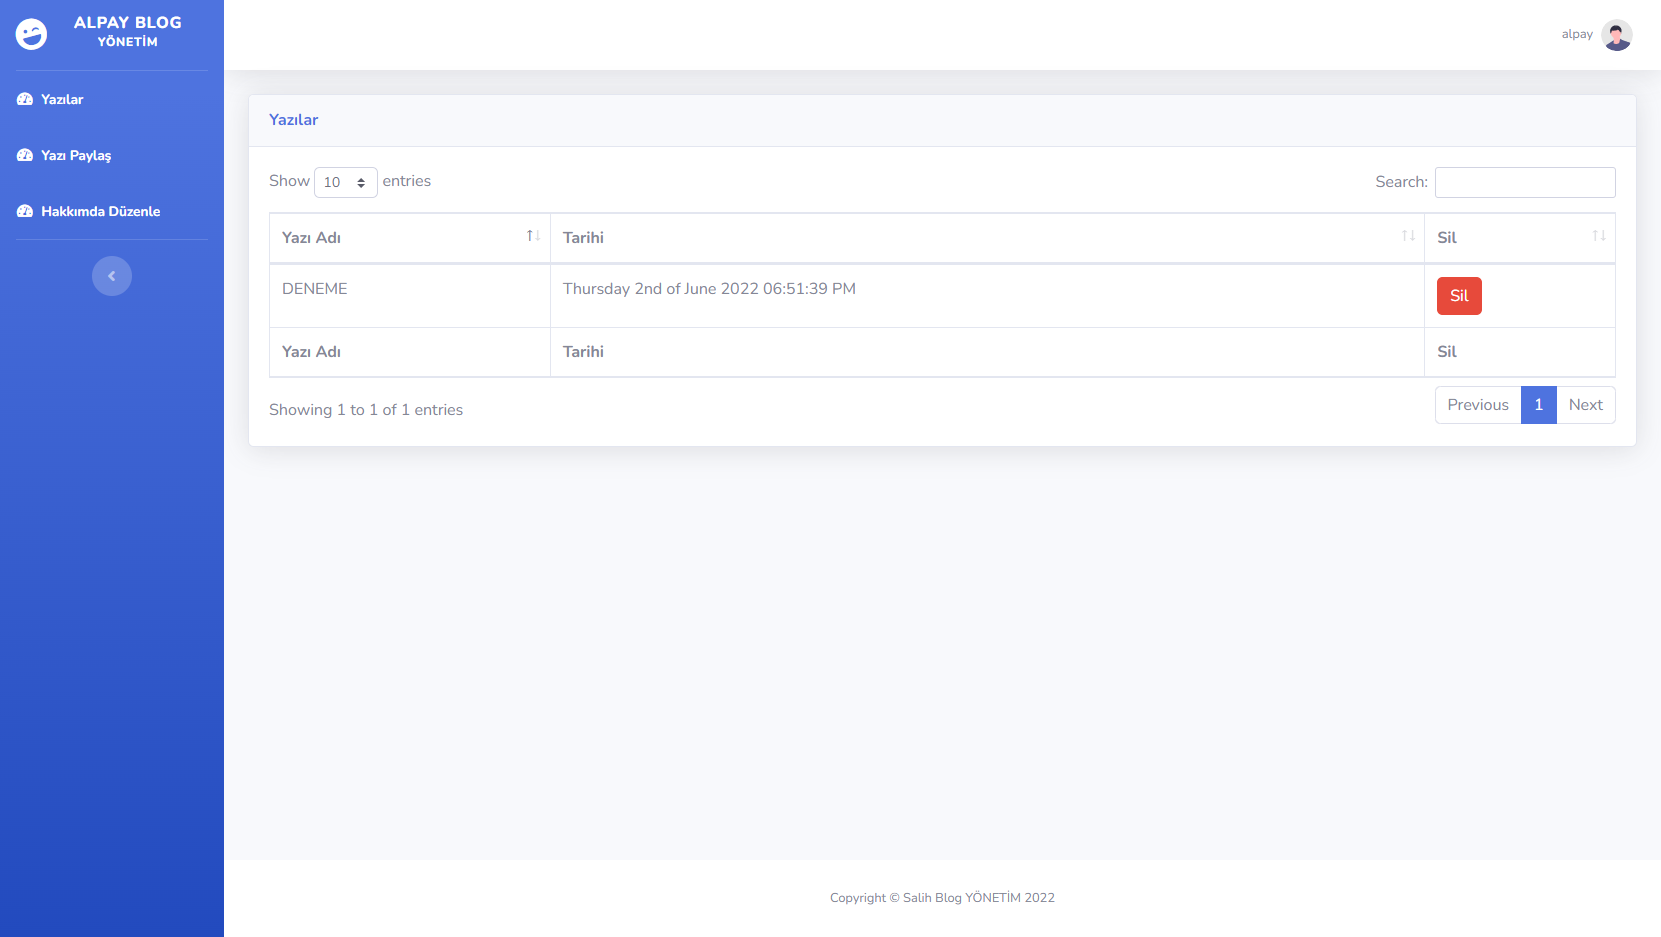 ALPAY BLOG
YÖNETİM
alpay
Yazılar
Yazı Paylaş
Hakkımda Düzenle
Yazılar
Show 10 entries
Search:
Yazı Adı Tarihi Sil
DENEME Thursday 2nd of June 2022 06:51:39 PM Sil
Yazı Adı Tarihi Sil
Showing 1 to 1 of 1 entries
Previous 1 Next
Copyright © Salih Blog YÖNETİM 2022